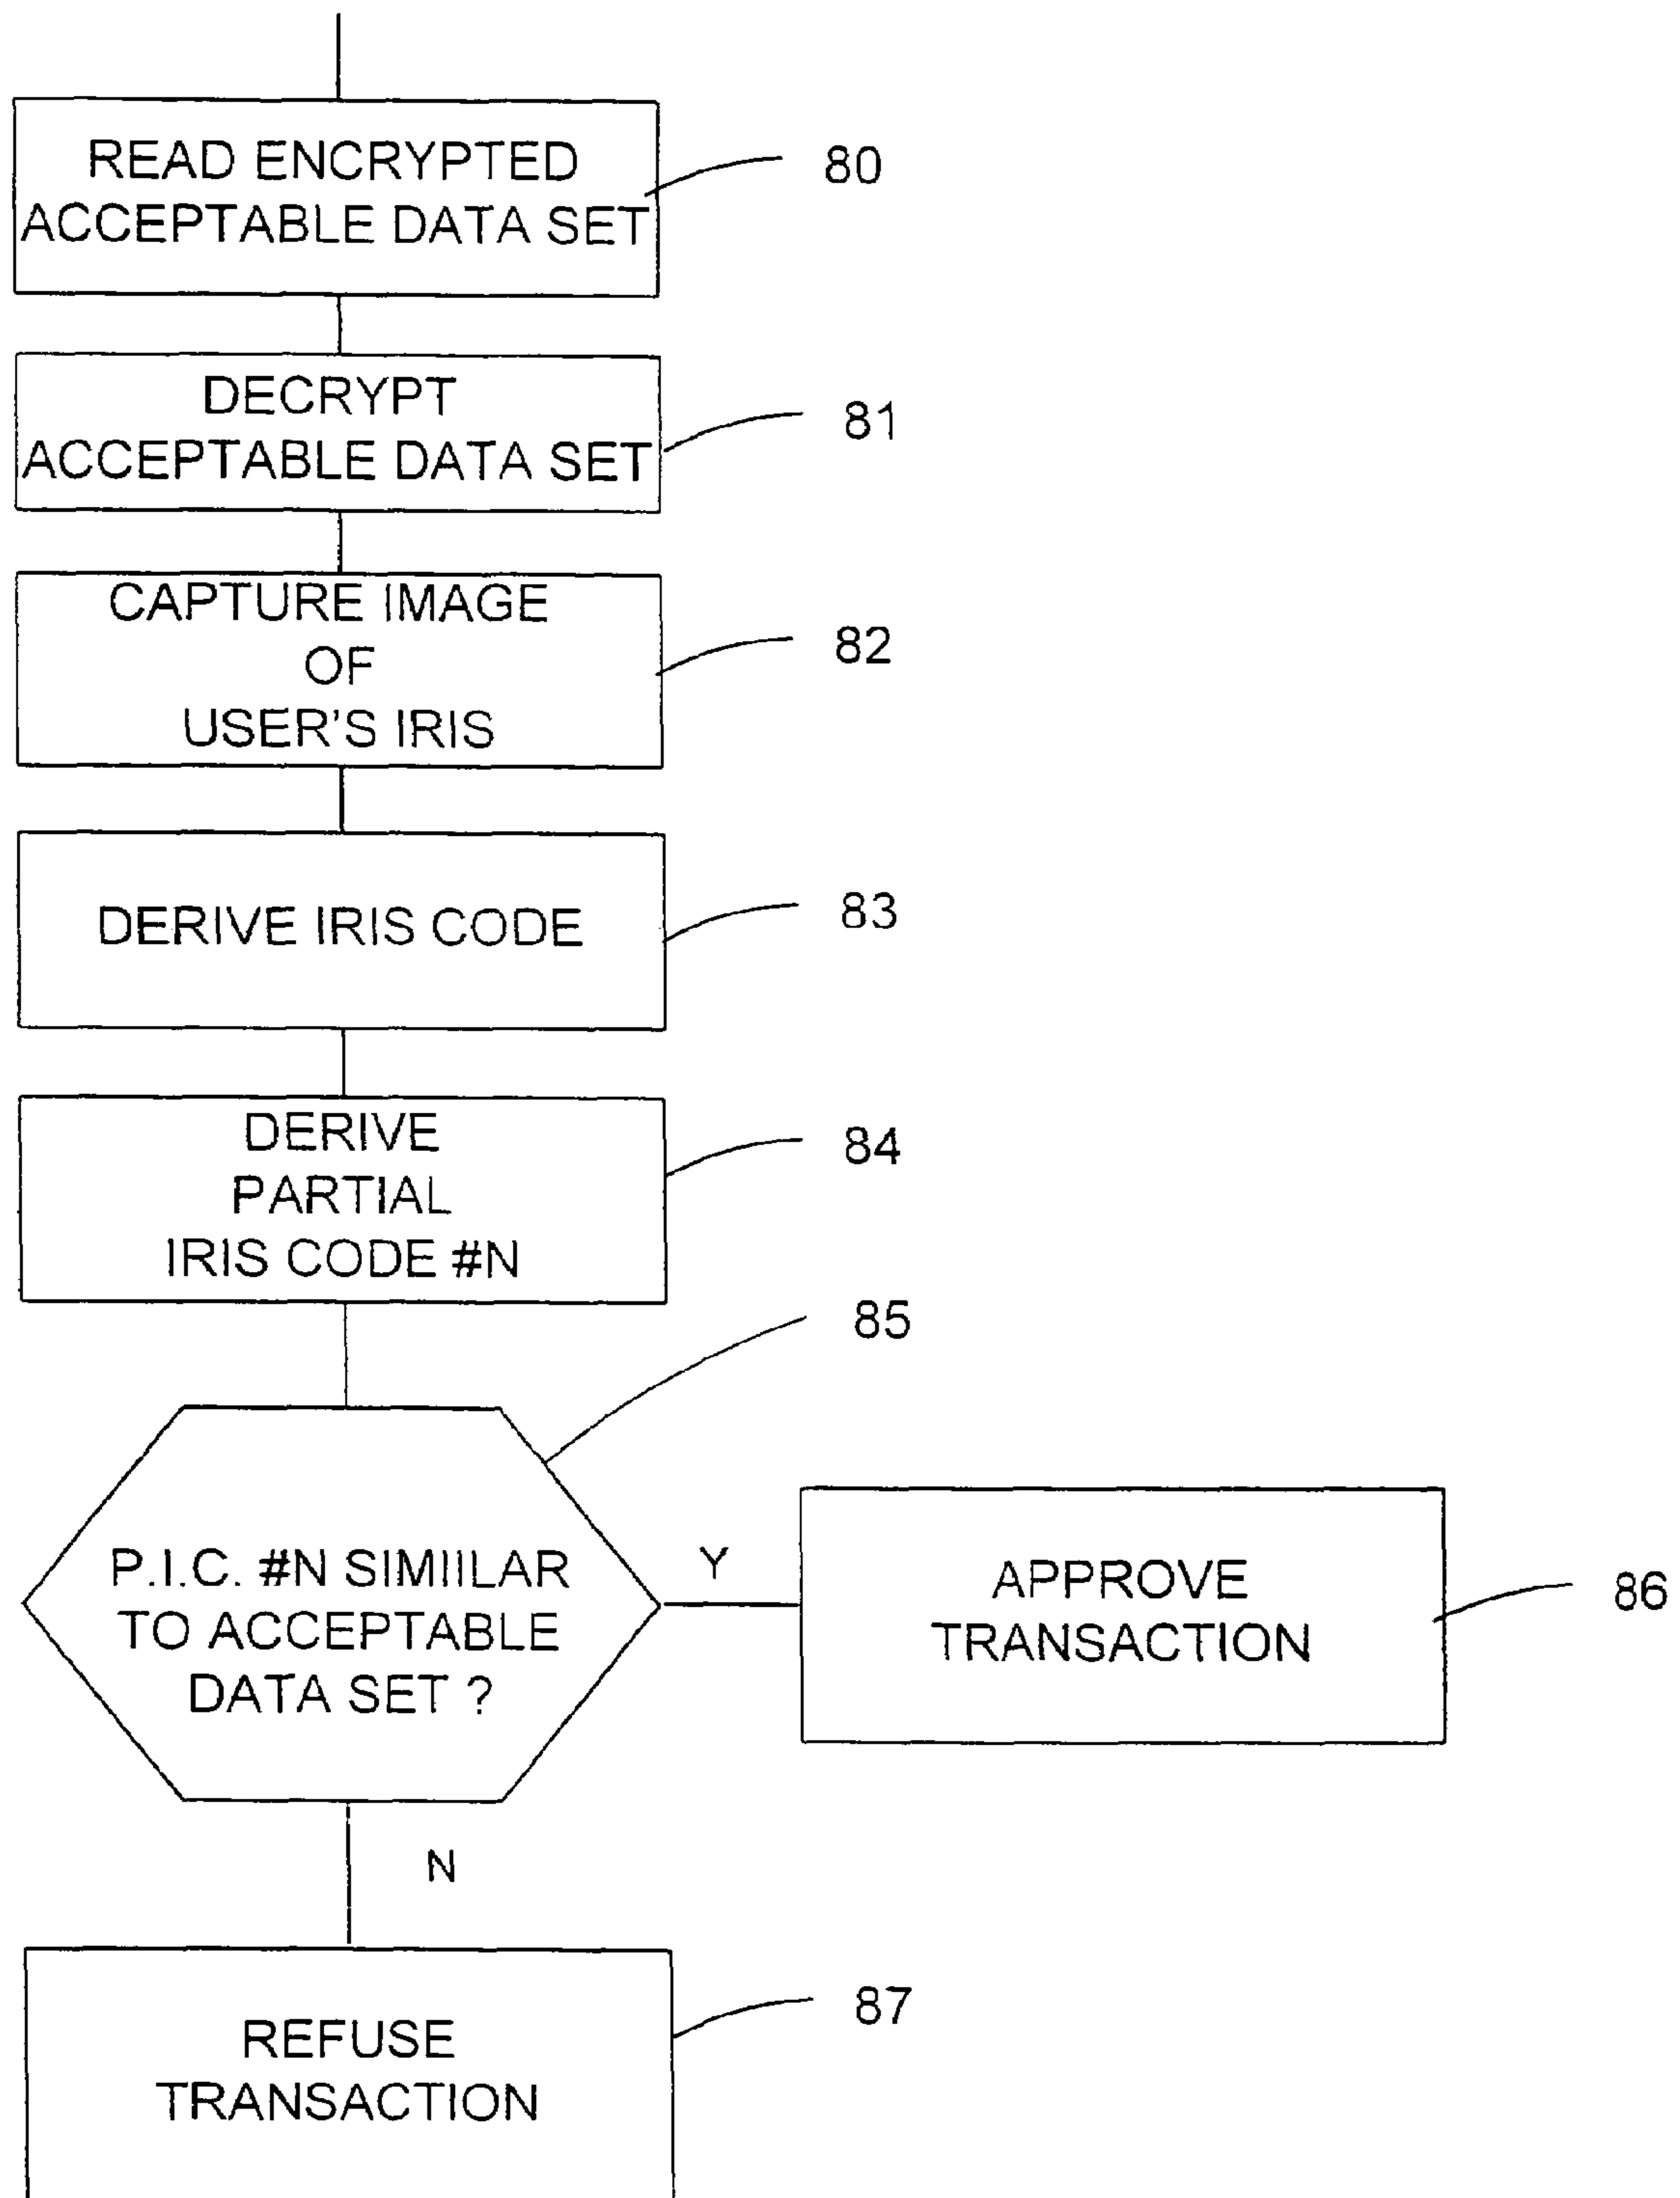 READ ENCRYPTED
ACCEPTABLE DATA SET
80
DECRYPT
ACCEPTABLE DATA SET
81
CAPTURE IMAGE
OF
USER'S IRIS
82
DERIVE IRIS CODE
83
DERIVE
PARTIAL
IRIS CODE #N
84
85
P.I.C. #N SIMIILAR
TO ACCEPTABLE
DATA SET ?
Y
APPROVE
TRANSACTION
86
N
REFUSE
TRANSACTION
87